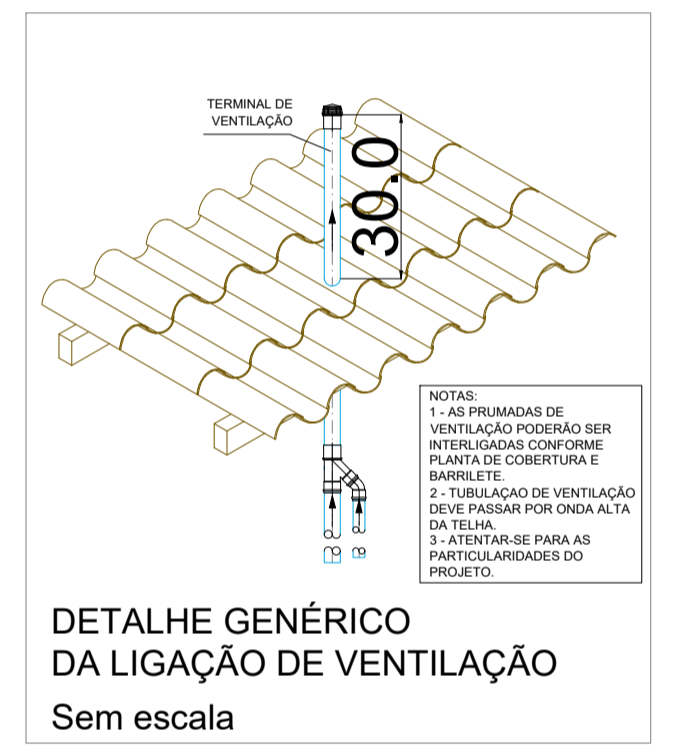 TERMINAL DE
VENTILAÇÃO
30.0
NOTAS:
1 - AS PRUMADAS DE
VENTILAÇÃO PODERÃO SER
INTERLIGADAS CONFORME
PLANTA DE COBERTURA E
BARRILETE.
2 - TUBULAÇAO DE VENTILAÇÃO
DEVE PASSAR POR ONDA ALTA
DA TELHA.
3 - ATENTAR-SE PARA AS
PARTICULARIDADES DO
PROJETO.
DETALHE GENÉRICO
DA LIGAÇÃO DE VENTILAÇÃO
Sem escala